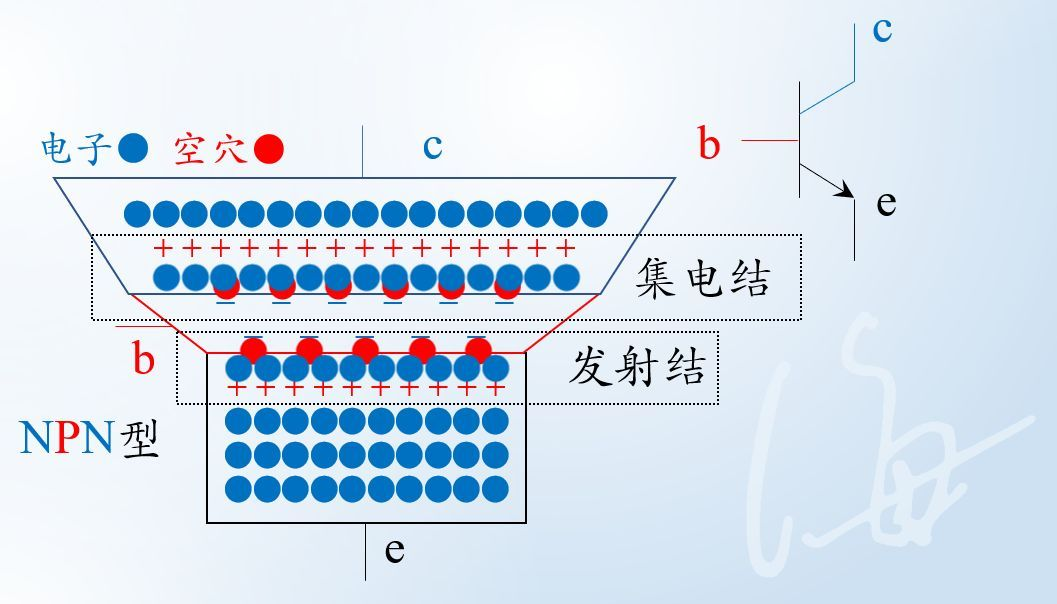 c
电子 空穴 c
b
e
+ + + + + + + + + + + + + + +
— — — — — —
集电结
— — — — —
b
发射结
+ + + + + + + + + +
NPN型
e